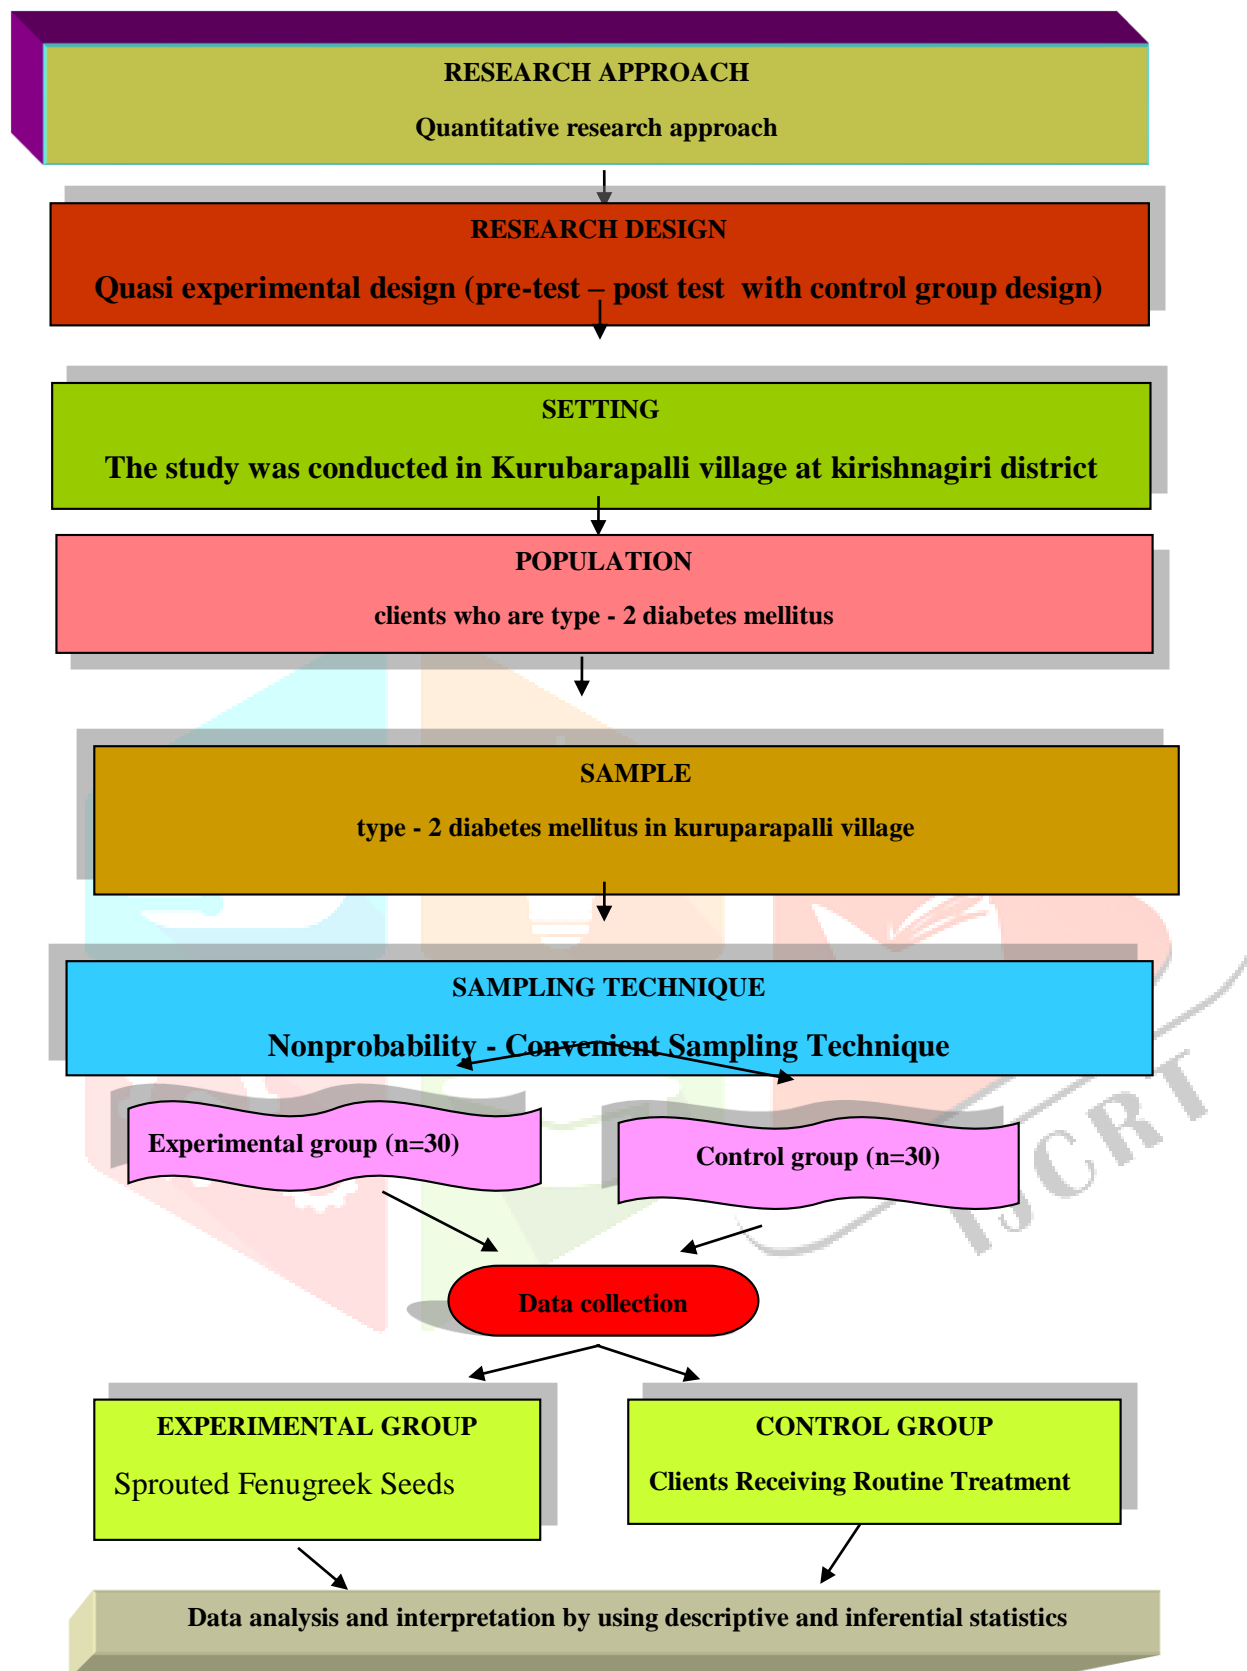 RESEARCH APPROACH
Quantitative research approach
RESEARCH DESIGN
Quasi experimental design (pre-test – post test with control group design)
SETTING
The study was conducted in Kurubarapalli village at kirishnagiri district
POPULATION
clients who are type - 2 diabetes mellitus
SAMPLE
type - 2 diabetes mellitus in kuruparapalli village
SAMPLING TECHNIQUE
Nonprobability - Convenient Sampling Technique
Experimental group (n=30)
Control group (n=30)
IJCRT
Data collection
EXPERIMENTAL GROUP
Sprouted Fenugreek Seeds
CONTROL GROUP
Clients Receiving Routine Treatment
Data analysis and interpretation by using descriptive and inferential statistics